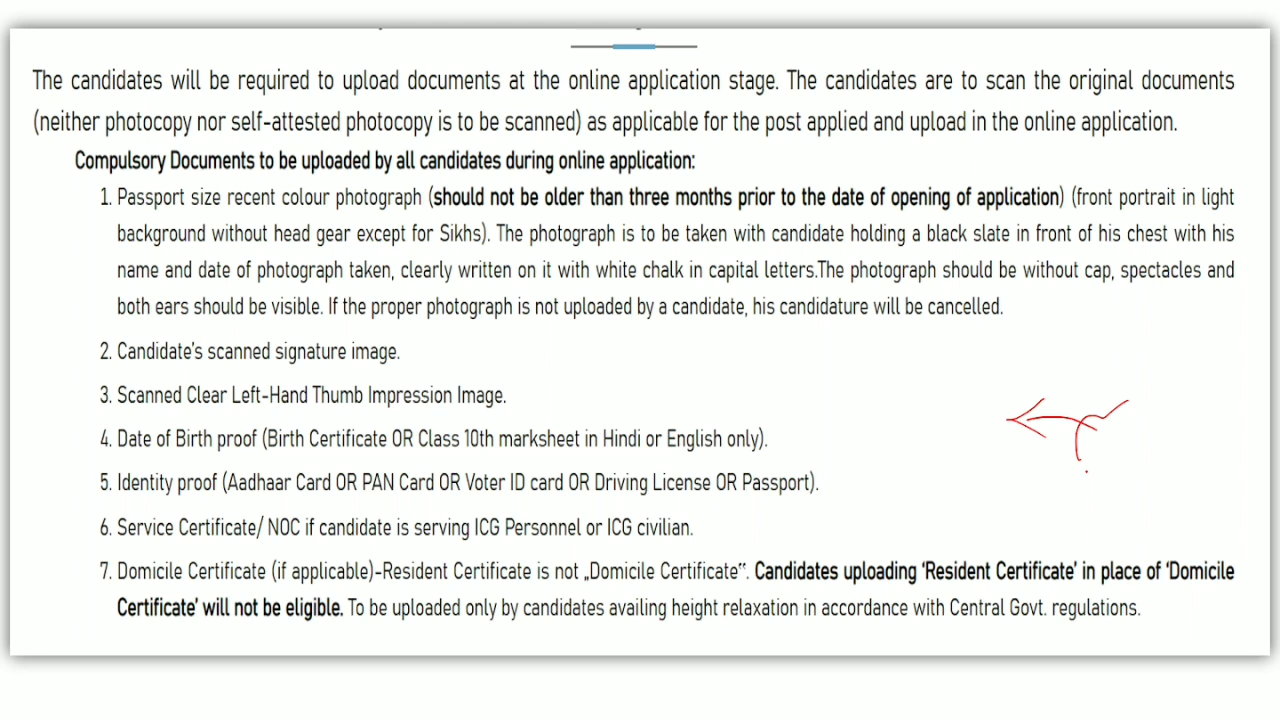 The candidates will be required to upload documents at the online application stage. The candidates are to scan the original documents
(neither photocopy nor self-attested photocopy is to be scanned) as applicable for the post applied and upload in the online application.
Compulsory Documents to be uploaded by all candidates during online application:
1. Passport size recent colour photograph (should not be older than three months prior to the date of opening of application) (front portrait in light
background without head gear except for Sikhs). The photograph is to be taken with candidate holding a black slate in front of his chest with his
name and date of photograph taken, clearly written on it with white chalk in capital letters.The photograph should be without cap, spectacles and
both ears should be visible. If the proper photograph is not uploaded by a candidate, his candidature will be cancelled.
2. Candidate's scanned signature image.
3. Scanned Clear Left-Hand Thumb Impression Image.
4. Date of Birth proof (Birth Certificate OR Class 10th marksheet in Hindi or English only).
5. Identity proof (Aadhaar Card OR PAN Card OR Voter ID card OR Driving License OR Passport).
6. Service Certificate/ NOC if candidate is serving ICG Personnel or ICG civilian.
7. Domicile Certificate (if applicable)-Resident Certificate is not „Domicile Certificate‟. Candidates uploading ‘Resident Certificate’ in place of ‘Domicile
Certificate’ will not be eligible. To be uploaded only by candidates availing height relaxation in accordance with Central Govt. regulations.